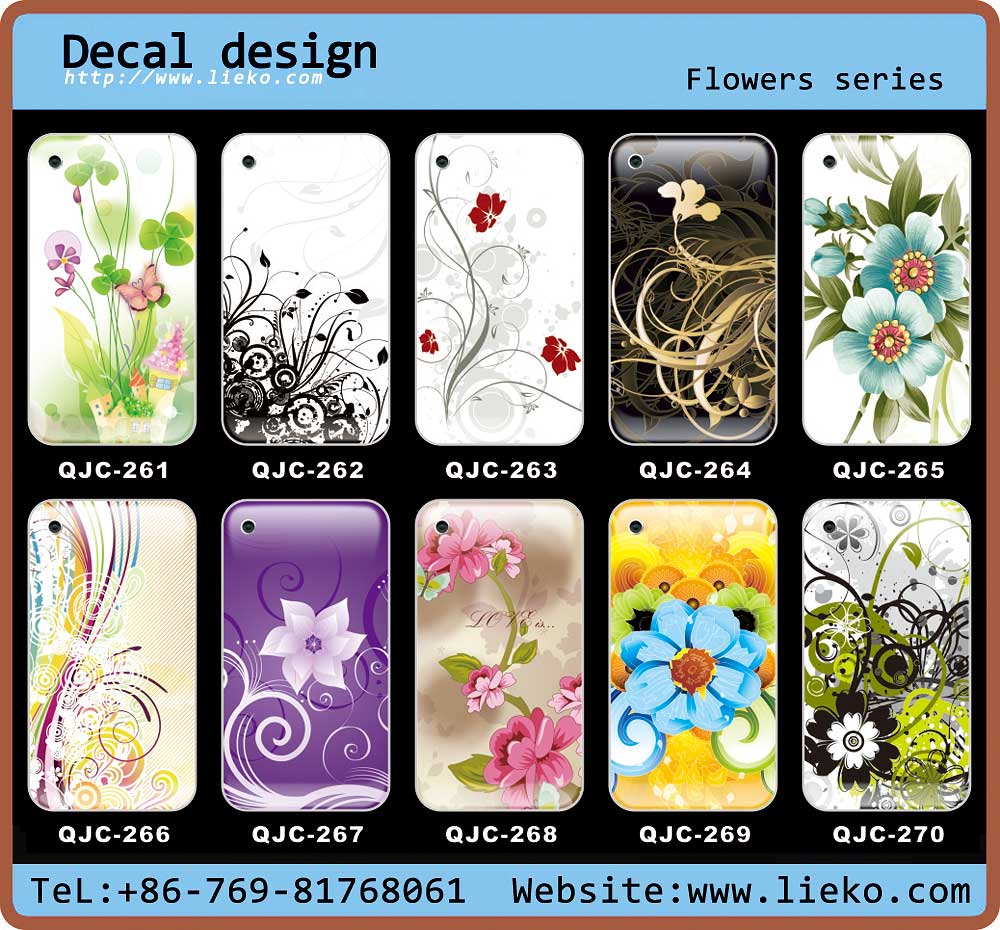 Decal design
http://www.lieko.com
Flowers series
QJC-261 QJC-262 QJC-263 QJC-264 QJC-265
LOVE is..
QJC-266 QJC-267 QJC-268 QJC-269 QJC-270
TeL:+86-769-81768061 Website:www.lieko.com